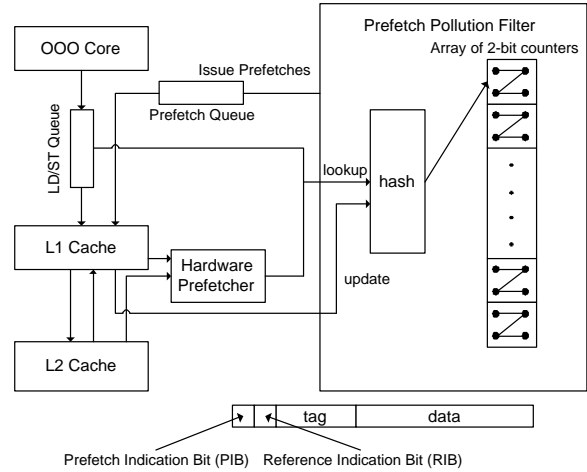 Prefetch Pollution Filter
Array of 2-bit counters
OOO Core
Issue Prefetches
Prefetch Queue
LD/ST Queue
lookup
hash
L1 Cache
Hardware
Prefetcher
update
L2 Cache
tag
data
Prefetch Indication Bit (PIB)
Reference Indication Bit (RIB)